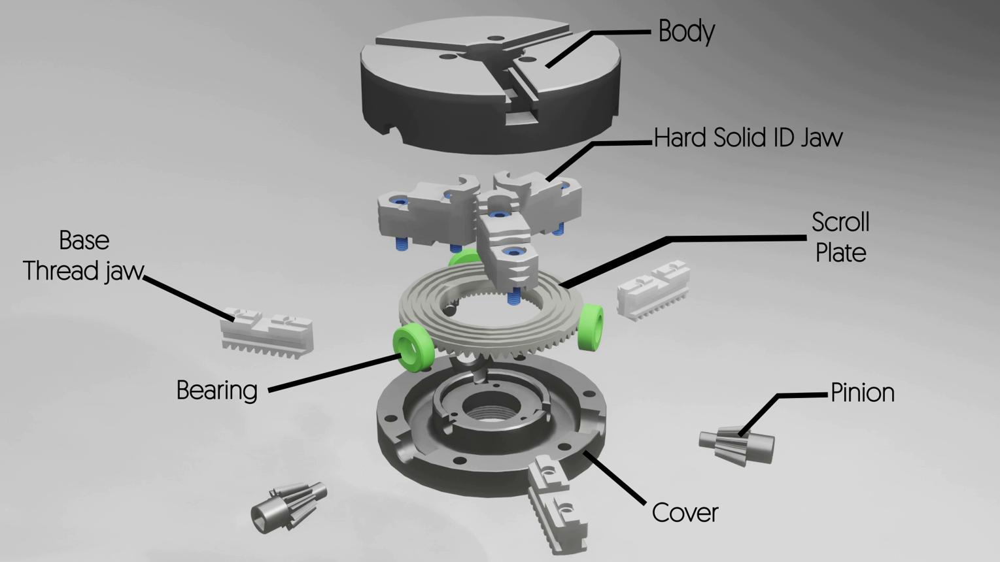 Body
Hard Solid ID Jaw
Scroll
Plate
Base
Thread jaw
Bearing
Pinion
Cover